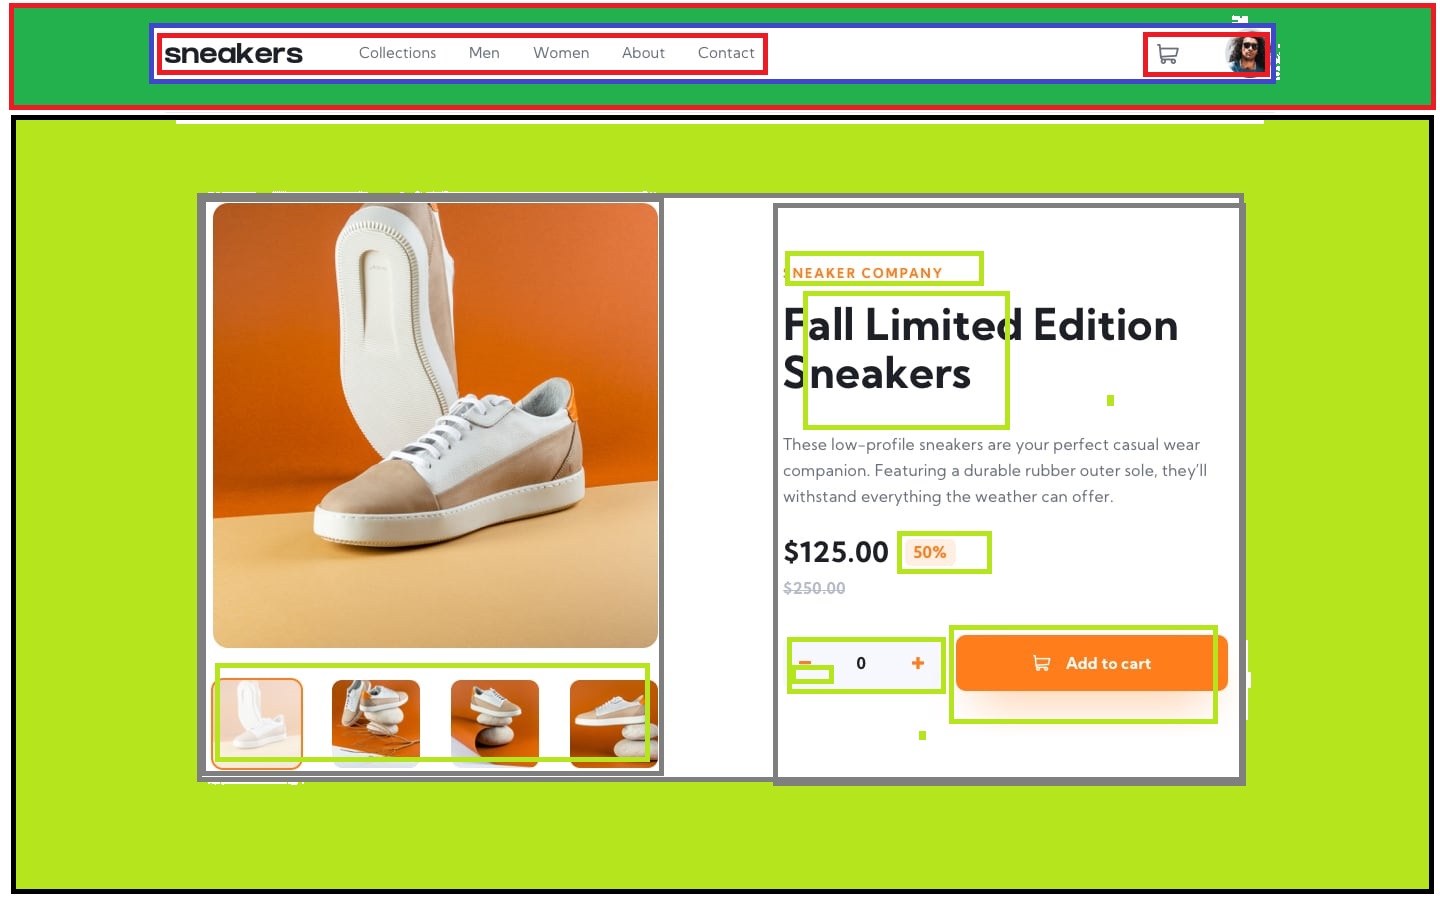 sneakers Collections Men Women About Contact
SNEAKER COMPANY
Fall Limited Edition
Sneakers
These low-profile sneakers are your perfect casual wear
companion. Featuring a durable rubber outer sole, they'll
withstand everything the weather can offer.
$125.00 50%
$250.00
0 + Add to cart